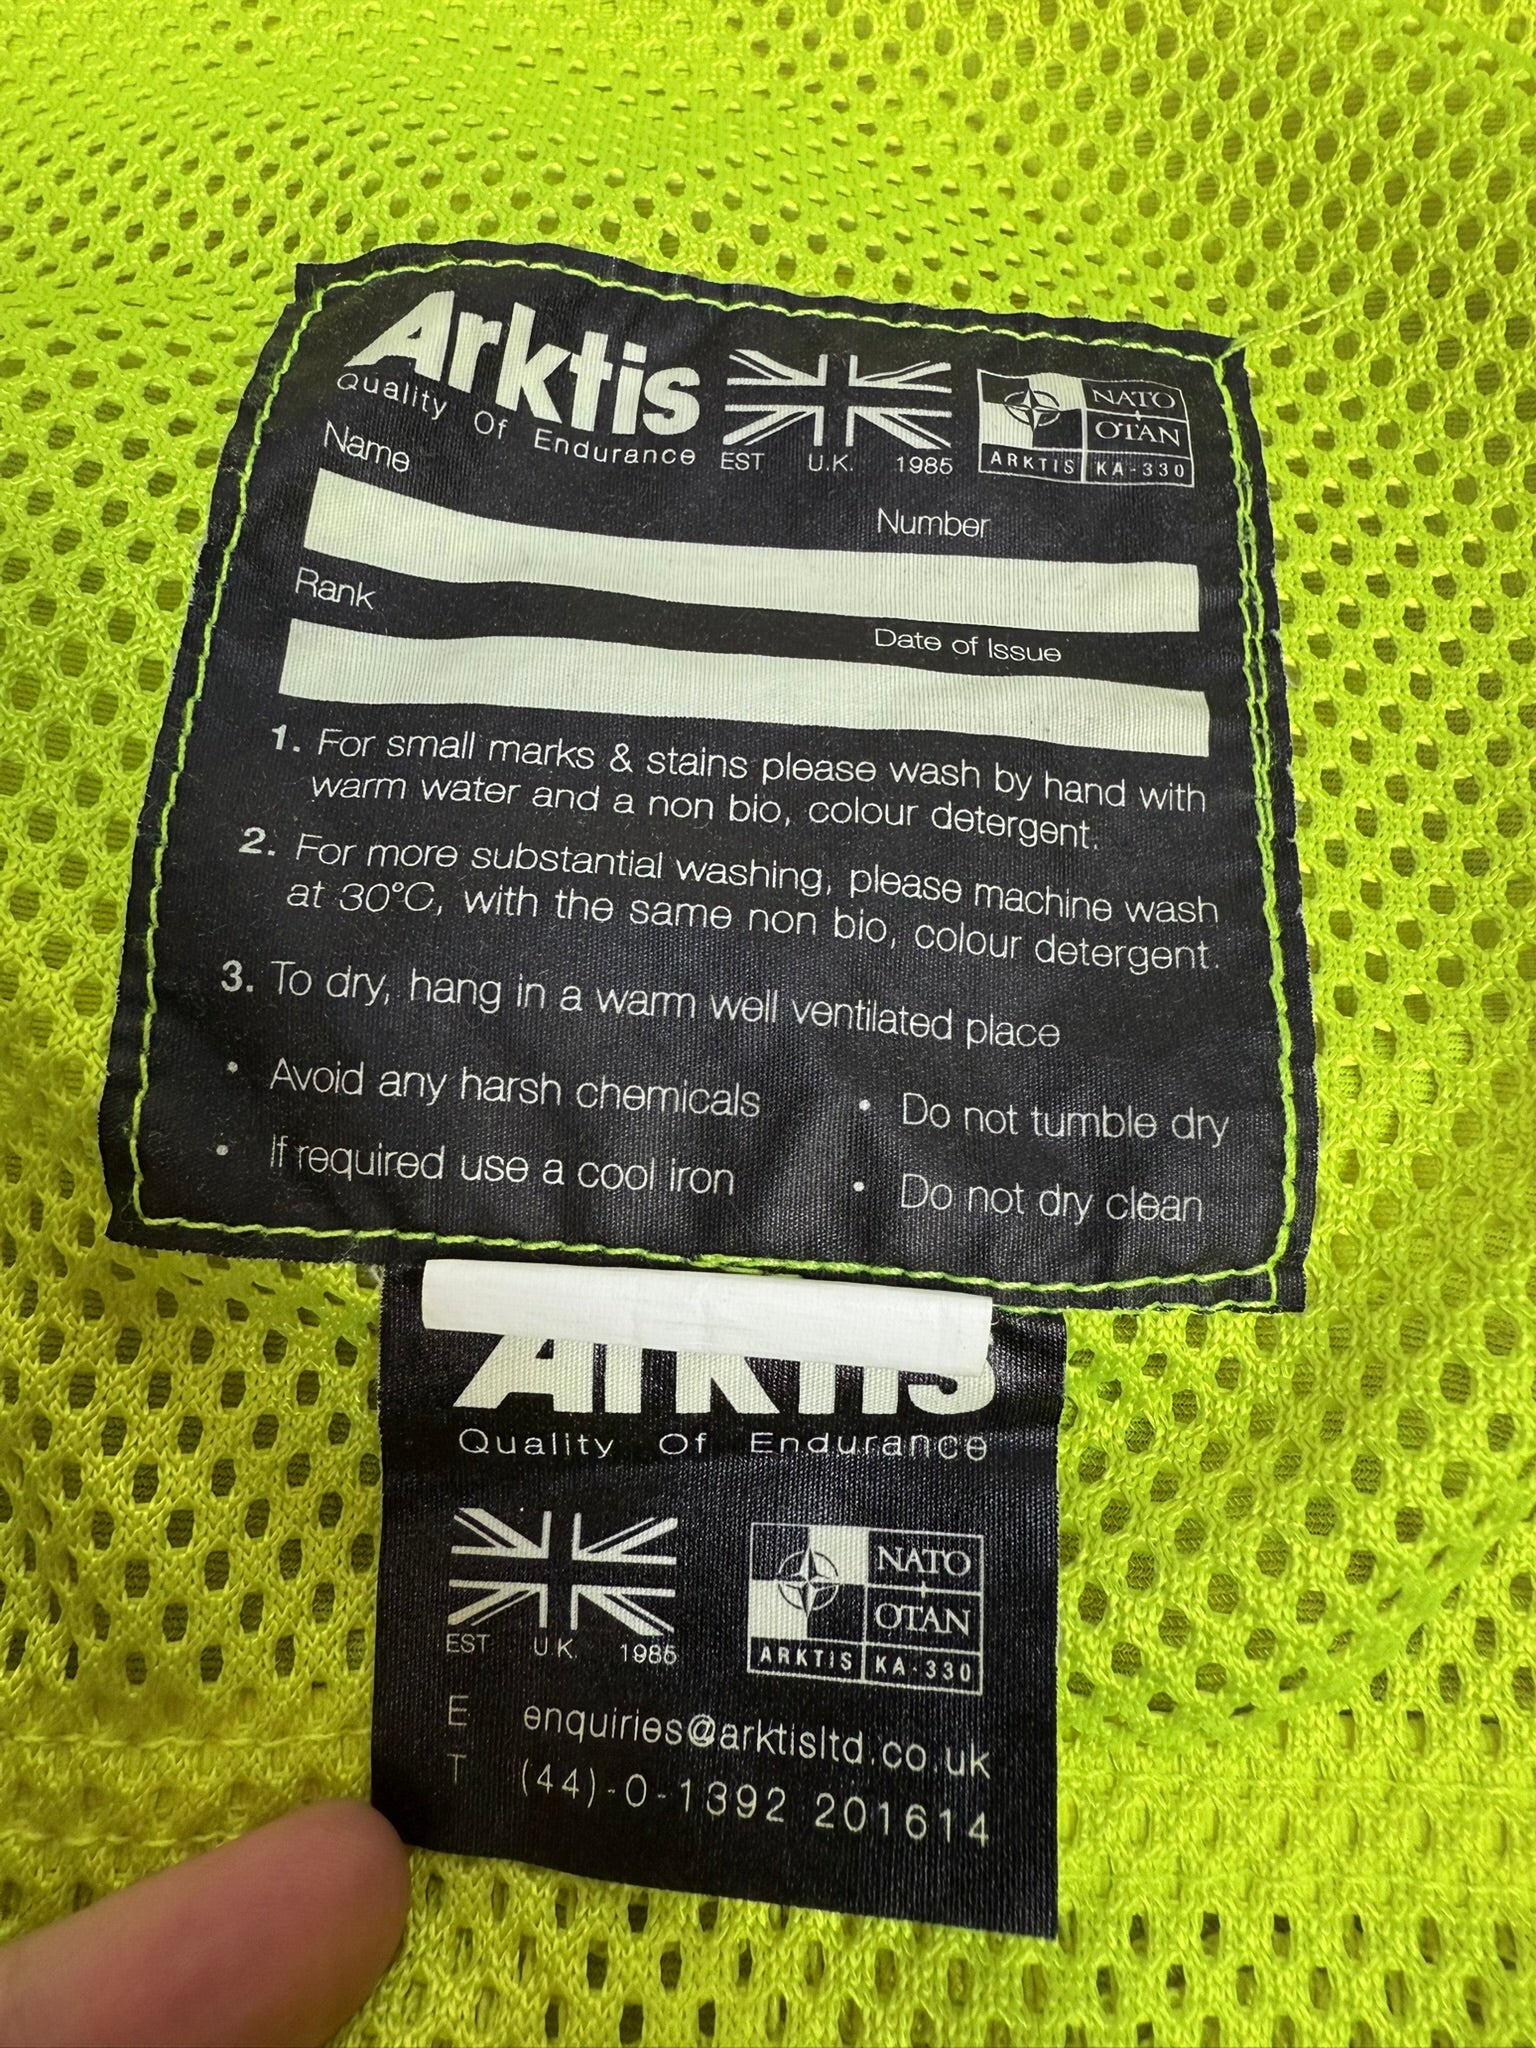 Arktis
Quality Of Endurance
EST U.K. 1985
NATO
OTAN
ARKTIS KA-330
Name
Number
Rank
Date of Issue
1. For small marks & stains please wash by hand with
warm water and a non bio, colour detergent.
2. For more substantial washing, please machine wash
at 30°C, with the same non bio, colour detergent.
3. To dry, hang in a warm well ventilated place
• Avoid any harsh chemicals
• Do not tumble dry
• If required use a cool iron
• Do not dry clean
Arktis
Quality Of Endurance
EST U.K. 1985
NATO
OTAN
ARKTIS KA-330
E enquiries@arktisltd.co.uk
T (44)-0-1392 201614